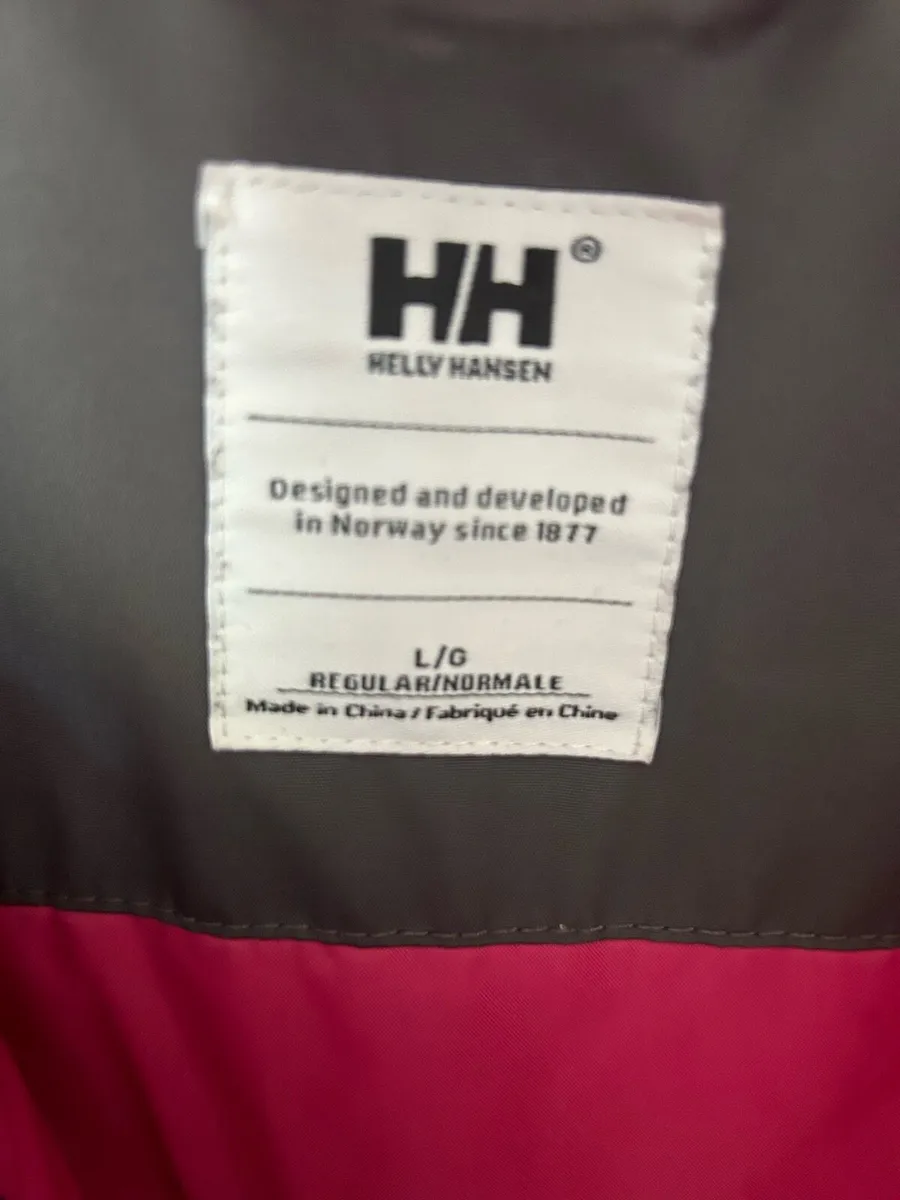 HH®
HELLY HANSEN
Designed and developed
in Norway since 1877
L/G
REGULAR/NORMALE
Made in China / Fabriqué en Chine